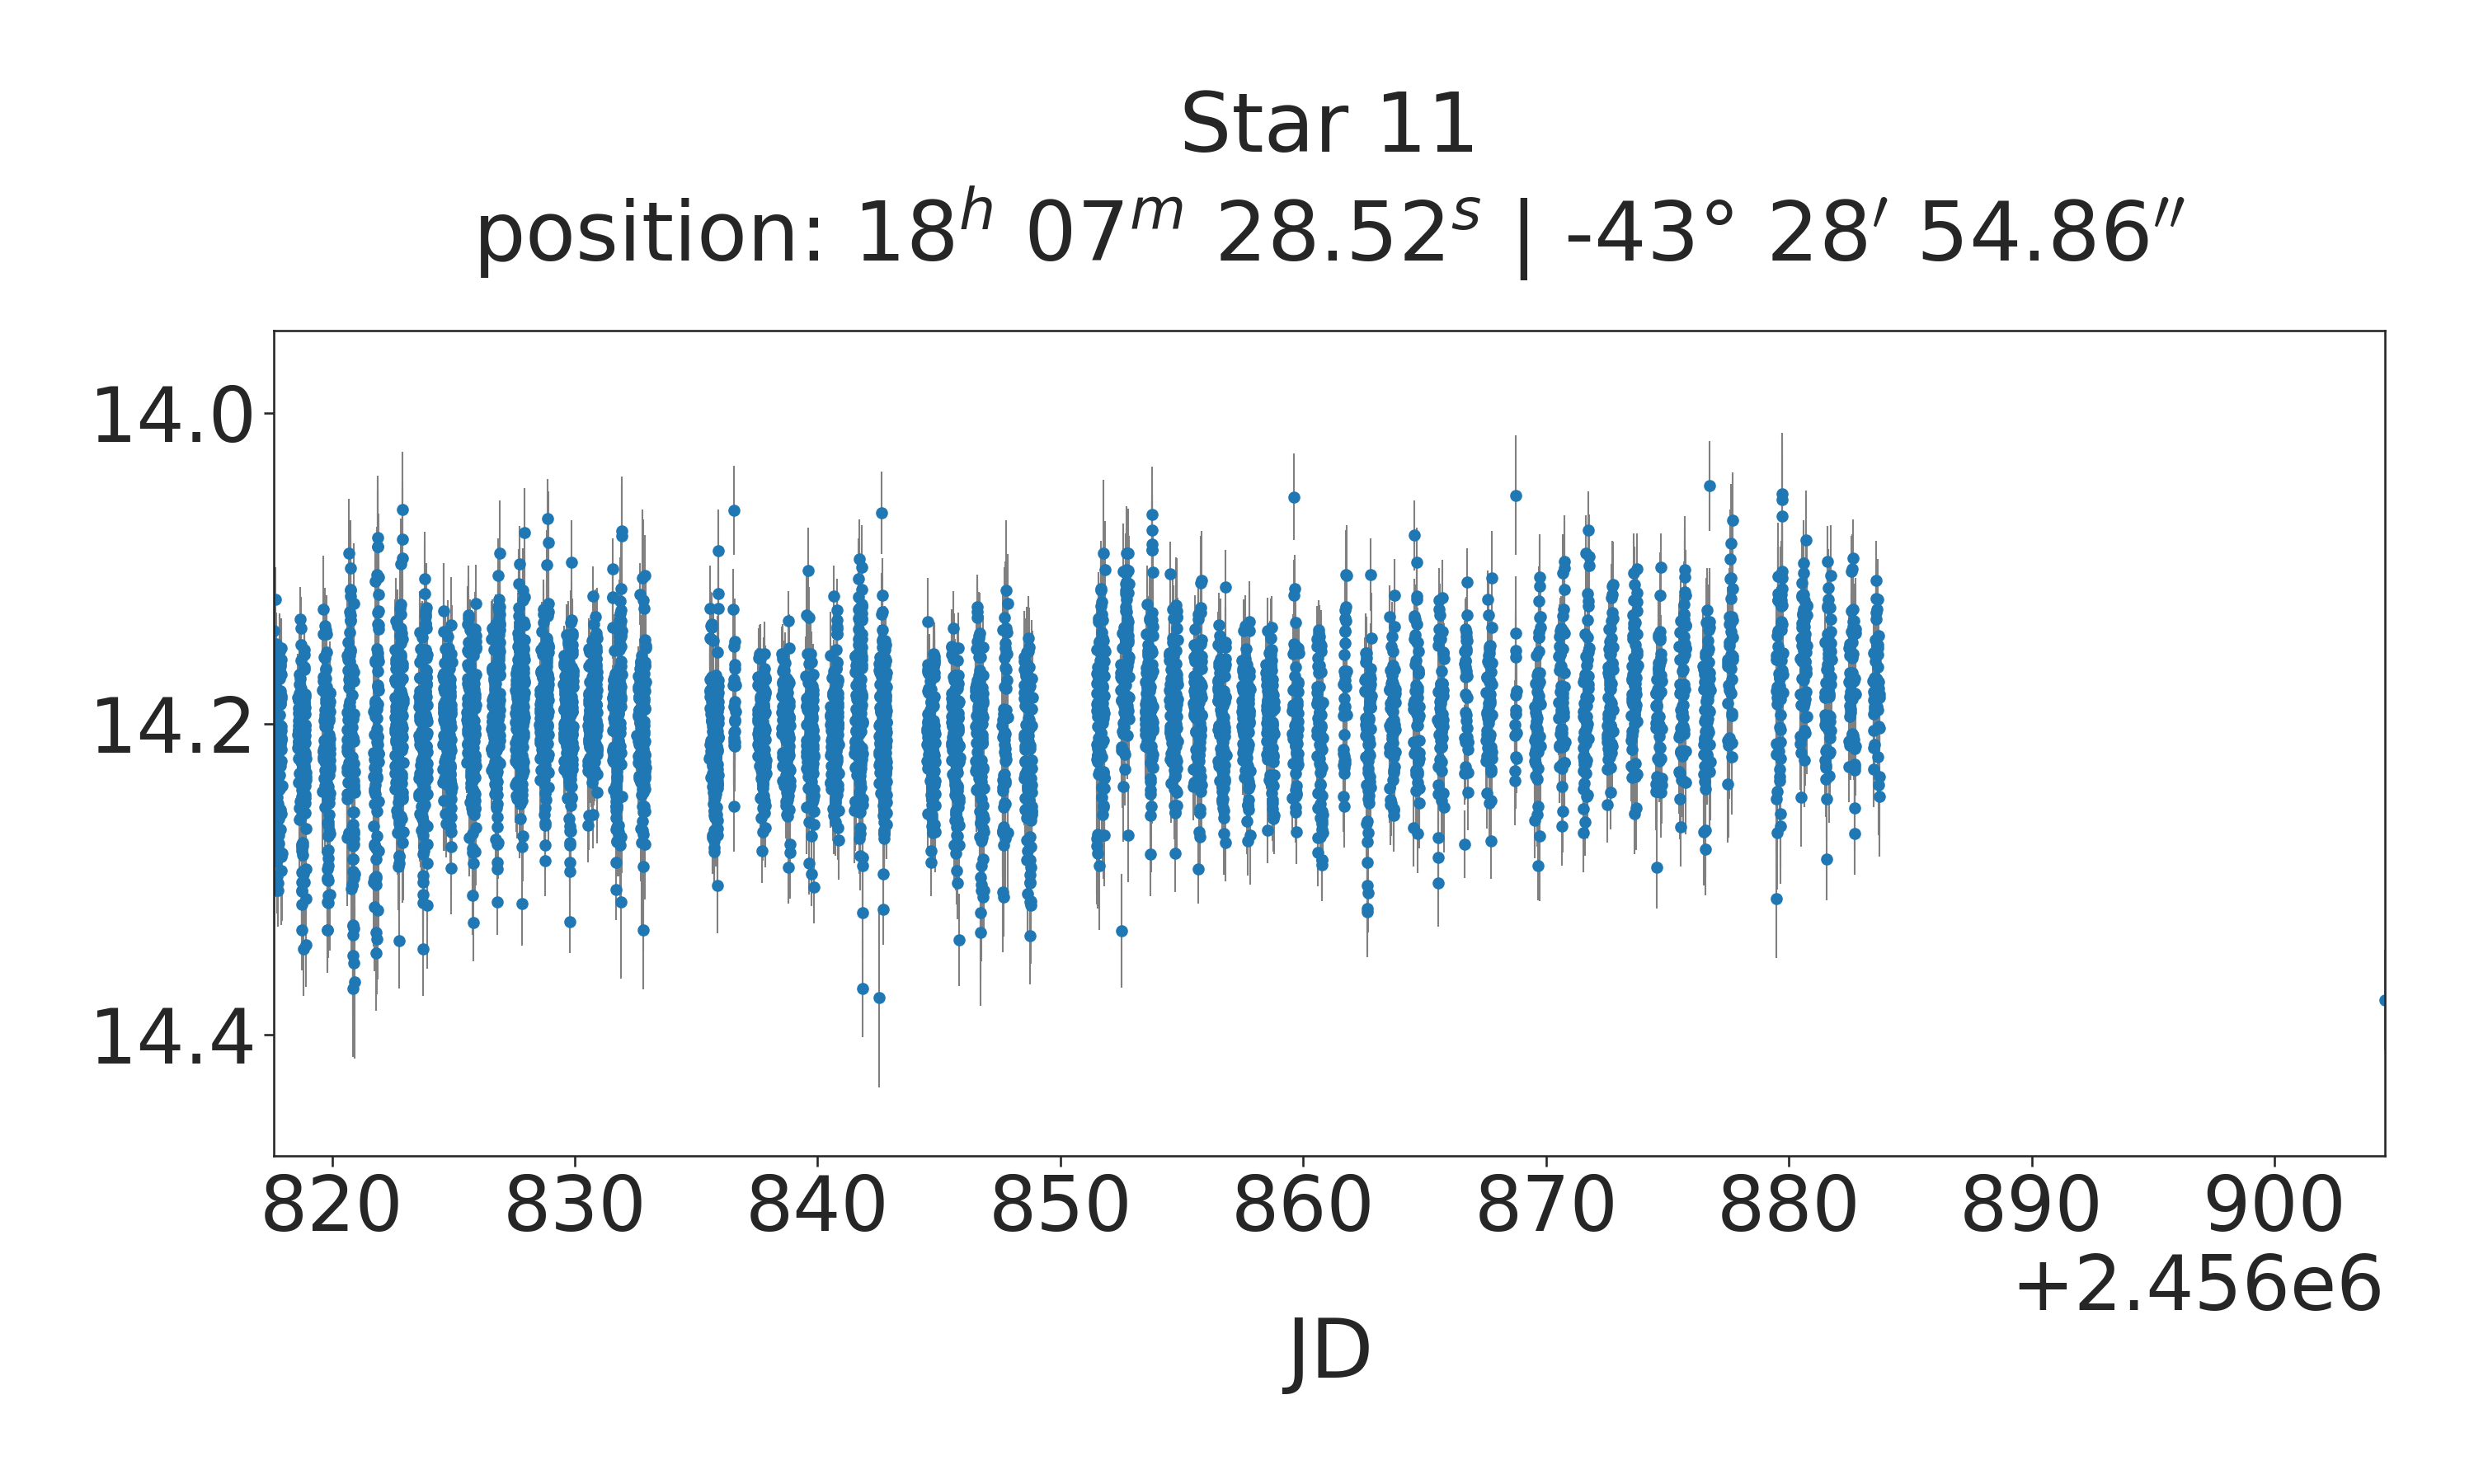 Star 11
position: 18h 07m 28.52s | -43° 28′ 54.86′′
14.0
14.2
14.4
820 830 840 850 860 870 880 890 900
+2.456e6
JD